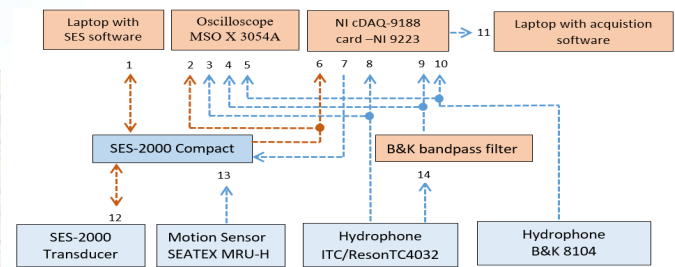 Laptop with
SES software
Oscilloscope
MSO X 3054A
NI cDAQ-9188
card –NI 9223
11
Laptop with acquistion
software
1
2
3
4
5
6
7
8
9
10
SES-2000 Compact
B&K bandpass filter
13
14
12
SES-2000
Transducer
Motion Sensor
SEATEX MRU-H
Hydrophone
ITC/ResonTC4032
Hydrophone
B&K 8104